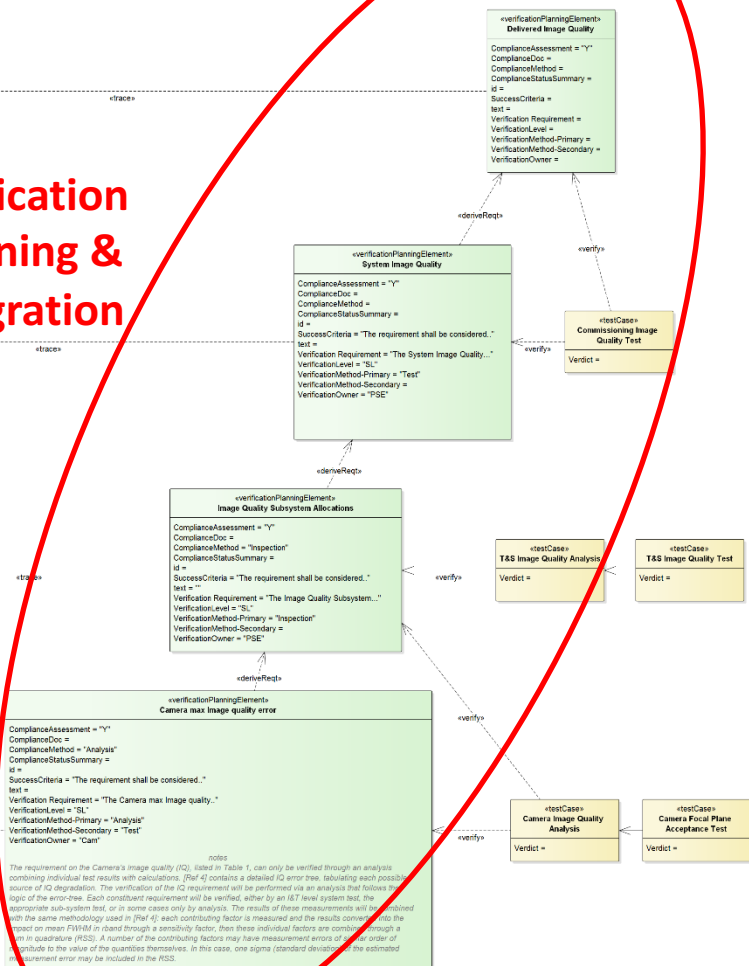 «verificationPlanningElement»
Delivered Image Quality
ComplianceAssessment = "Y"
ComplianceDoc =
ComplianceMethod =
ComplianceStatusSummary =
id =
SuccessCriteria =
text =
Verification Requirement =
VerificationLevel =
VerificationMethod-Primary =
VerificationMethod-Secondary =
VerificationOwner =
«trace»
ication
ning &
gration
«deriveReqt»
«verify»
«verificationPlanningElement»
System Image Quality
ComplianceAssessment = "Y"
ComplianceDoc =
ComplianceMethod =
ComplianceStatusSummary =
id =
SuccessCriteria = "The requirement shall be considered.."
text =
Verification Requirement = "The System Image Quality..."
VerificationLevel = "SL"
VerificationMethod-Primary = "Test"
VerificationMethod-Secondary =
VerificationOwner = "PSE"
«testCase»
Commissioning Image
Quality Test
Verdict =
«trace»
«verify»
«deriveReqt»
«verificationPlanningElement»
Image Quality Subsystem Allocations
ComplianceAssessment = "Y"
ComplianceDoc =
ComplianceMethod = "Inspection"
ComplianceStatusSummary =
id =
SuccessCriteria = "The requirement shall be considered.."
text = ""
Verification Requirement = "The Image Quality Subsystem..."
VerificationLevel = "SL"
VerificationMethod-Primary = "Inspection"
VerificationMethod-Secondary =
VerificationOwner = "PSE"
«trace»
«verify»
«testCase»
T&S Image Quality Analysis
Verdict =
«testCase»
T&S Image Quality Test
Verdict =
«deriveReqt»
«verificationPlanningElement»
Camera max Image quality error
ComplianceAssessment = "Y"
ComplianceDoc =
ComplianceMethod = "Analysis"
ComplianceStatusSummary =
id =
SuccessCriteria = "The requirement shall be considered.."
text =
Verification Requirement = "The Camera max Image quality.."
VerificationLevel = "SL"
VerificationMethod-Primary = "Analysis"
VerificationMethod-Secondary = "Test"
VerificationOwner = "Cam"
notes
The requirement on the Camera's image quality (IQ), listed in Table 1, can only be verified through an analysis
combining individual test results with calculations. [Ref 4] contains a detailed IQ error tree, tabulating each possible
source of IQ degradation. The verification of the IQ requirement will be performed via an analysis that follows the
logic of the error-tree. Each constituent requirement will be verified, either by an I&T level system test, the
appropriate sub-system test, or in some cases only by analysis. The results of these measurements will be combined
with the same methodology used in [Ref 4]: each contributing factor is measured and the results converted into the
impact on mean FWHM in rband through a sensitivity factor, then these individual factors are combined through a
sum in quadrature (RSS). A number of the contributing factors may have measurement errors of similar order of
magnitude to the value of the quantities themselves. In this case, one sigma (standard deviation) of the estimated
measurement error may be included in the RSS.
«verify»
«verify»
«testCase»
Camera Image Quality
Analysis
Verdict =
«testCase»
Camera Focal Plane
Acceptance Test
Verdict =